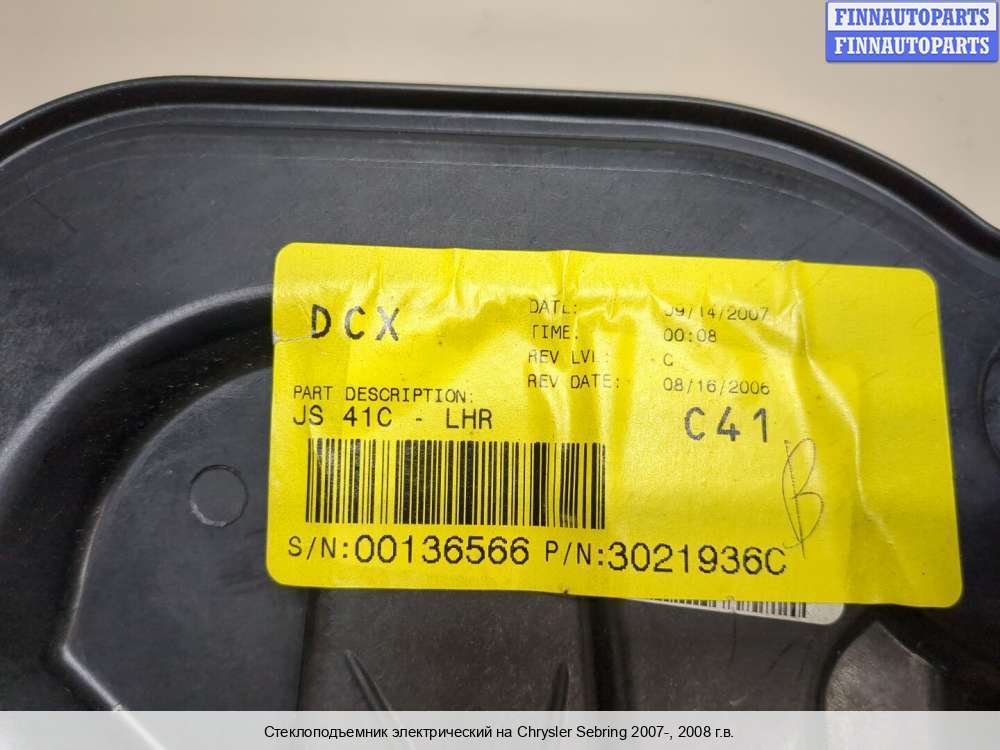 FINNAUTOPARTS
FINNAUTOPARTS
DCX
DATE: 09/14/2007
TIME: 00:08
REV LVL: C
REV DATE: 08/16/2006
PART DESCRIPTION:
JS 41C - LHR
C41
B
S/N:00136566 P/N:3021936C
Стеклоподъемник электрический на Chrysler Sebring 2007-, 2008 г.в.